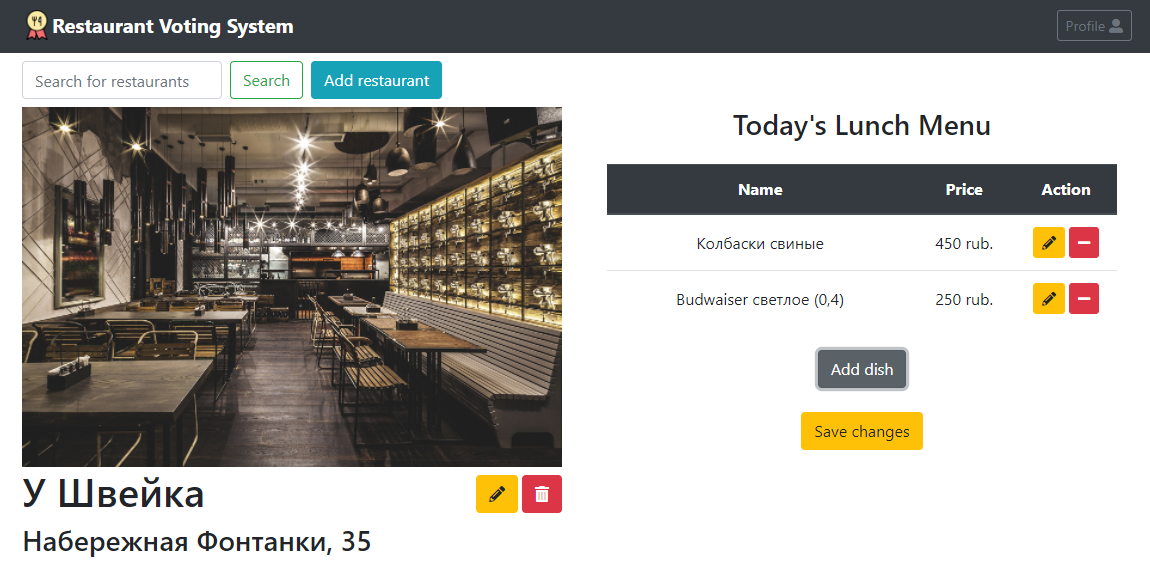 Restaurant Voting System
Profile
Search for restaurants
Search
Add restaurant
Today's Lunch Menu
Name Price Action
Колбаски свиные 450 rub.
Budwaiser светлое (0,4) 250 rub.
Add dish
Save changes
У Швейка
Набережная Фонтанки, 35